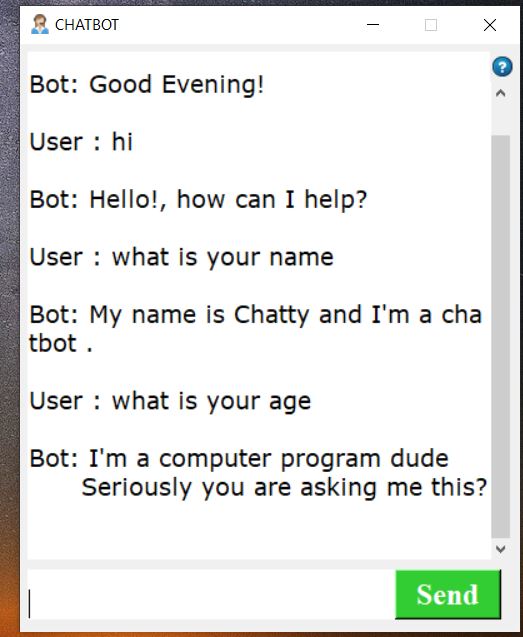 CHATBOT
?
Bot: Good Evening!
User : hi
Bot: Hello!, how can I help?
User : what is your name
Bot: My name is Chatty and I'm a cha
tbot .
User : what is your age
Bot: I'm a computer program dude
Seriously you are asking me this?
Send